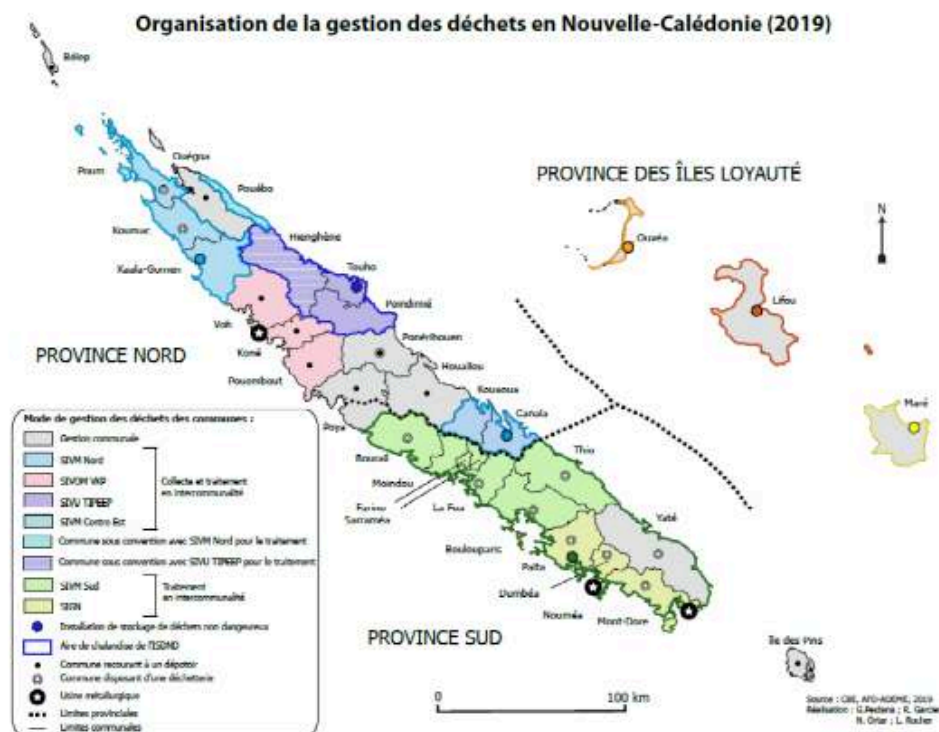 Organisation de la gestion des déchets en Nouvelle-Calédonie (2019)
Bélep
Ouégoa
Poum
Pouébo
Koumac
Hienghène
Kaala-Gomen
Touho
Poindimié
Voh
Koné
Ponérihouen
Pouembout
Houaïlou
Kouaoua
Canala
Poya
Bourail
Thio
Moindou
Farino
Sarraméa
La Foa
Yaté
Boulouparis
Païta
Dumbéa
Nouméa
Mont-Dore
Ile des Pins
PROVINCE NORD
PROVINCE DES ÎLES LOYAUTÉ
Ouvéa
Lifou
Maré
N
PROVINCE SUD
Mode de gestion des déchets des communes :
Gestion communale
SIVM Nord
SIVOM VKP
SIVU TIPEEP
SIVM Centre Est
Collecte et traitement
en intercommunalité
Commune sous convention avec SIVM Nord pour le traitement
Commune sous convention avec SIVU TIPEEP pour le traitement
SIVM Sud
SIGN
Traitement
en intercommunalité
Installation de stockage de déchets non dangereux
Aire de chalandise de l'ISDND
Commune recourant à un dépotoir
Commune disposant d'une déchetterie
Usine métallurgique
Limites provinciales
Limites communales
0 100 km
Source : CBE, AFD-ADEME, 2019
Réalisation : G.Pestana ; R. Garcier
N. Ortar ; L. Rocher